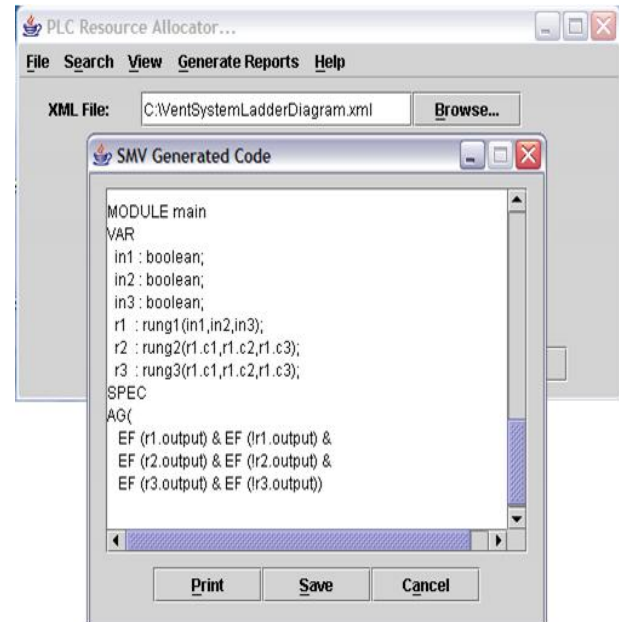 PLC Resource Allocator...
File Search View Generate Reports Help
XML File: C:\VentSystemLadderDiagram.xml Browse...
SMV Generated Code
MODULE main
VAR
in1 : boolean;
in2 : boolean;
in3 : boolean;
r1 : rung1(in1,in2,in3);
r2 : rung2(r1.c1,r1.c2,r1.c3);
r3 : rung3(r1.c1,r1.c2,r1.c3);
SPEC
AG(
EF (r1.output) & EF (!r1.output) &
EF (r2.output) & EF (!r2.output) &
EF (r3.output) & EF (!r3.output))
Print Save Cancel